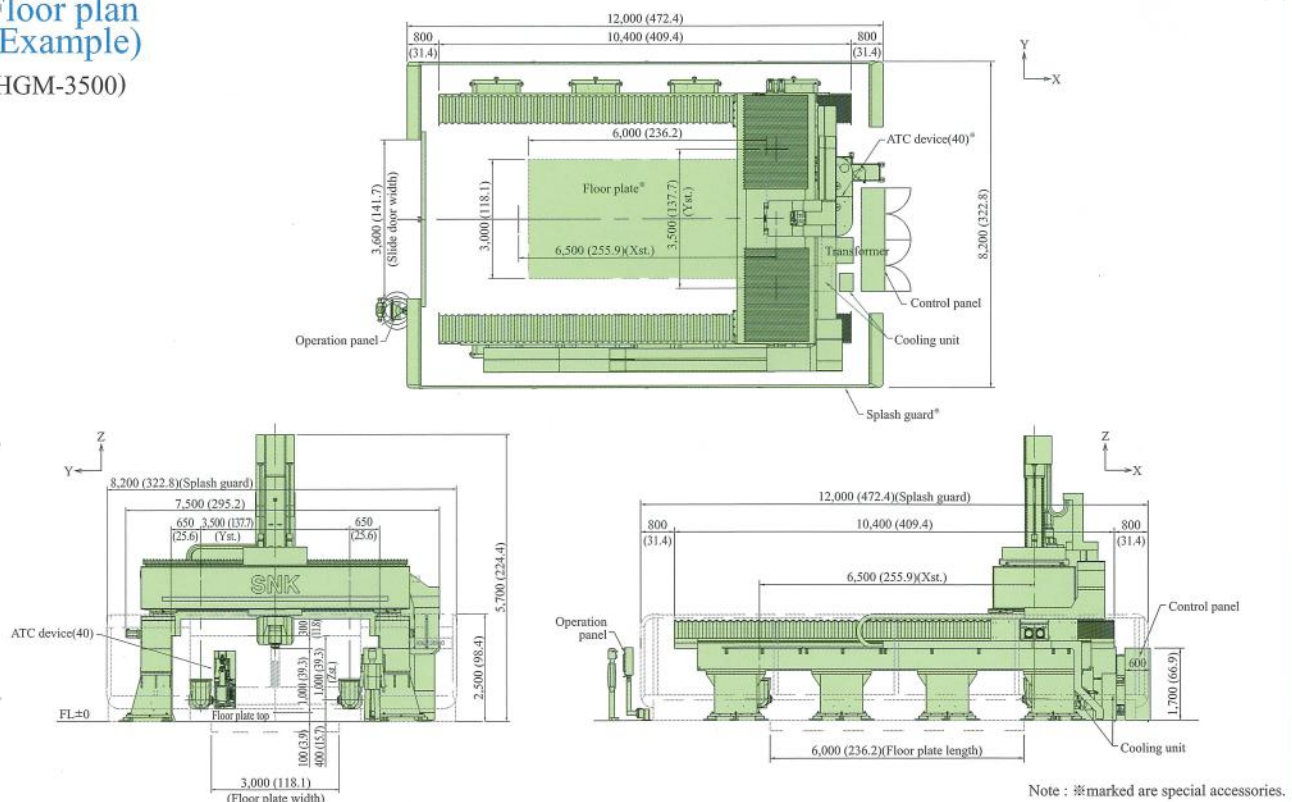 Floor plan
Example)
HGM-3500)
12,000 (472.4)
800
10,400 (409.4)
800
(31.4)
(31.4)
Y
X
6,000 (236.2)
ATC device(40)※
Floor plate※
3,600 (141.7)
(Slide door width)
3,000 (118.1)
3,500 (137.7)
(Yst.)
8,200 (322.8)
6,500 (255.9)(Xst.)
Transformer
Control panel
Operation panel
Cooling unit
Splash guard※
Z
Y
8,200 (322.8)(Splash guard)
7,500 (295.2)
650
3,500 (137.7)
650
(25.6)
(Yst.)
(25.6)
SNK
5,700 (224.4)
ATC device(40)
300
(11.8)
1,000 (39.3)
1,000 (39.3)
(Zst.)
2,500 (98.4)
FL±0
Floor plate top
100 (3.9)
400 (15.7)
3,000 (118.1)
(Floor plate width)
Z
X
12,000 (472.4)(Splash guard)
800
10,400 (409.4)
800
(31.4)
(31.4)
6,500 (255.9)(Xst.)
Control panel
Operation
panel
600
1,700 (66.9)
Cooling unit
6,000 (236.2)(Floor plate length)
Note : ※marked are special accessories.